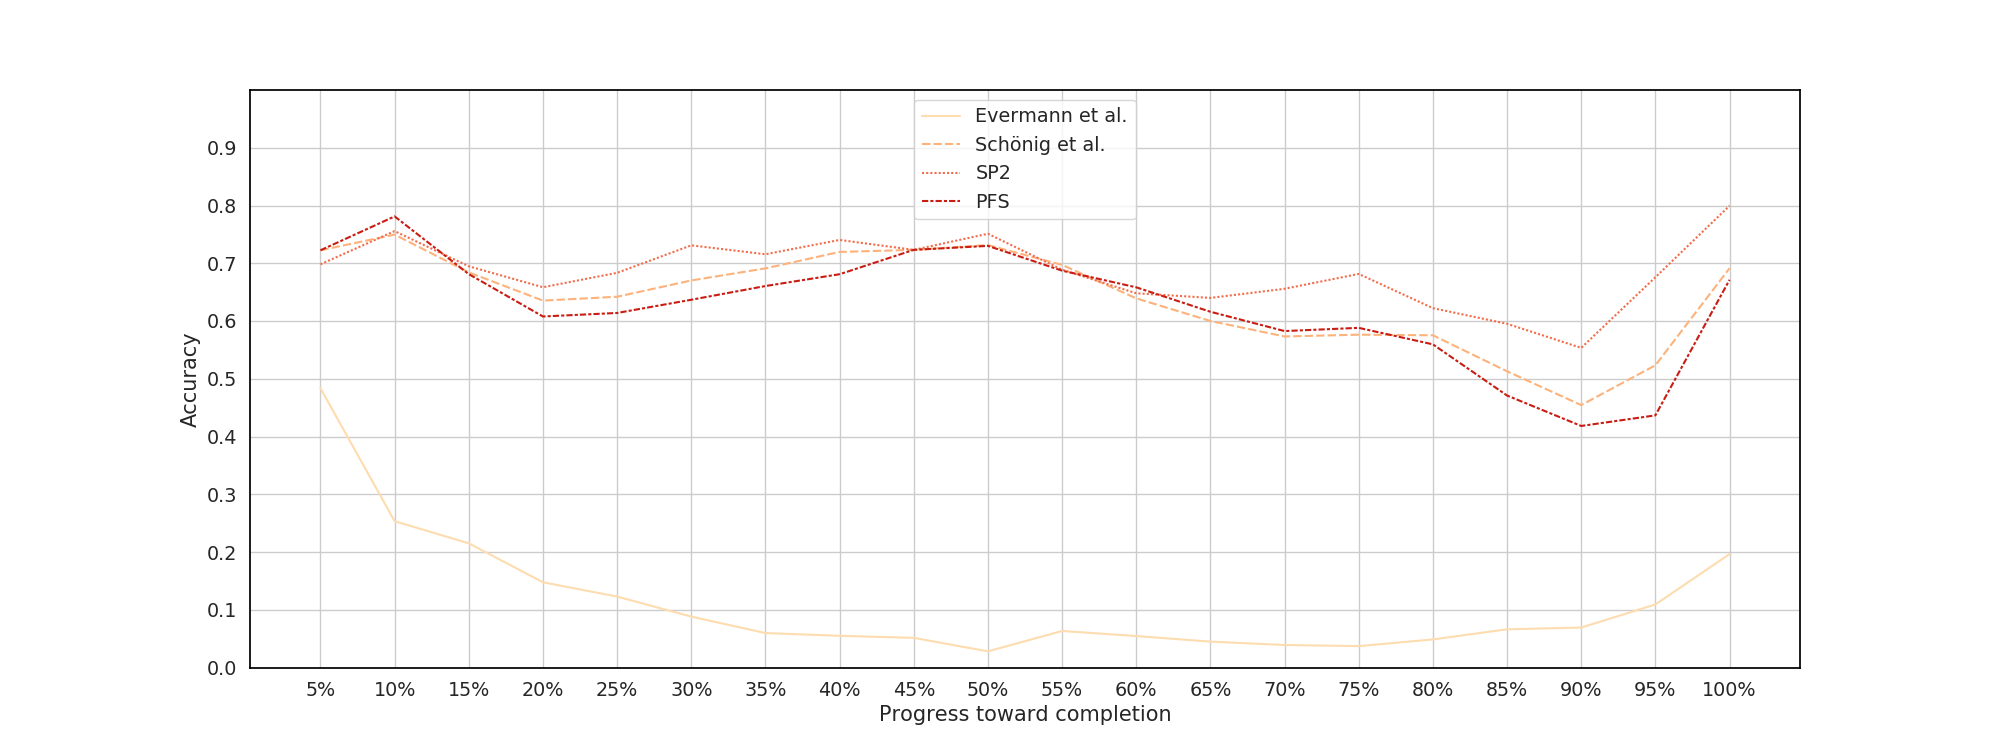 Evermann et al.
Schönig et al.
SP2
PFS
0.9
0.8
0.7
0.6
0.5
0.4
0.3
0.2
0.1
0.0
Accuracy
5% 10% 15% 20% 25% 30% 35% 40% 45% 50% 55% 60% 65% 70% 75% 80% 85% 90% 95% 100%
Progress toward completion